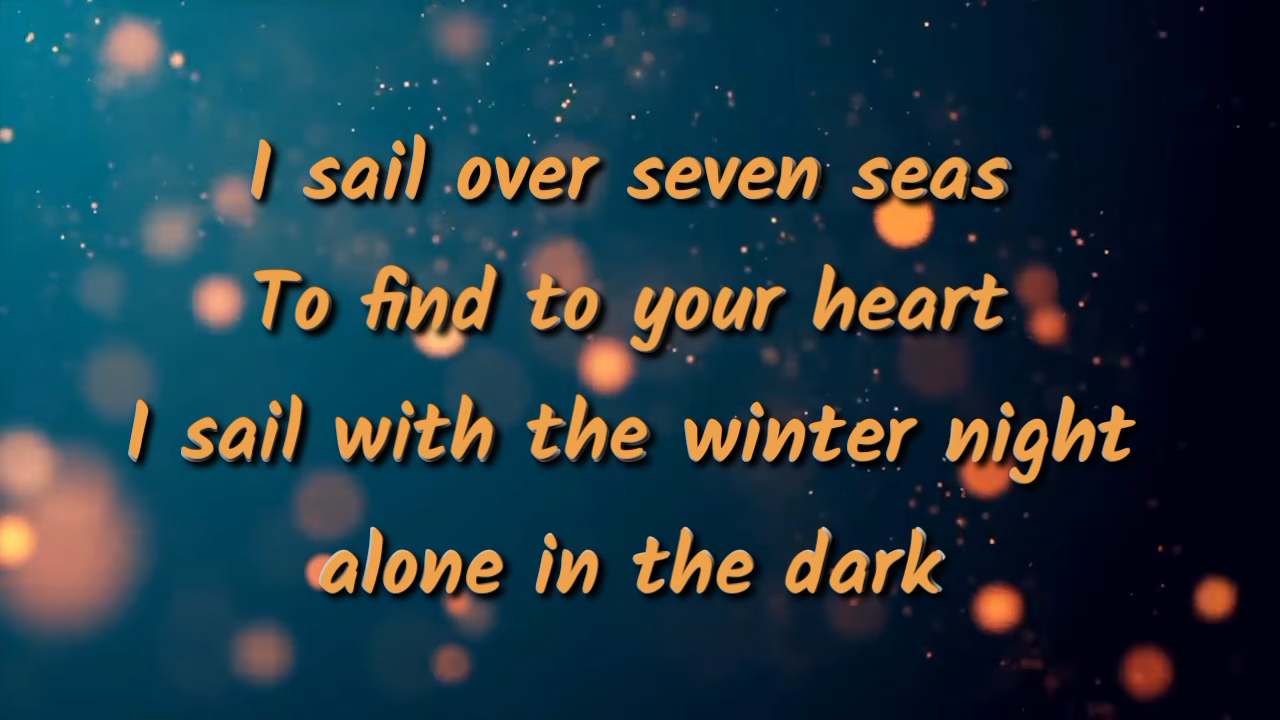 I sail over seven seas
To find to your heart
I sail with the winter night
alone in the dark